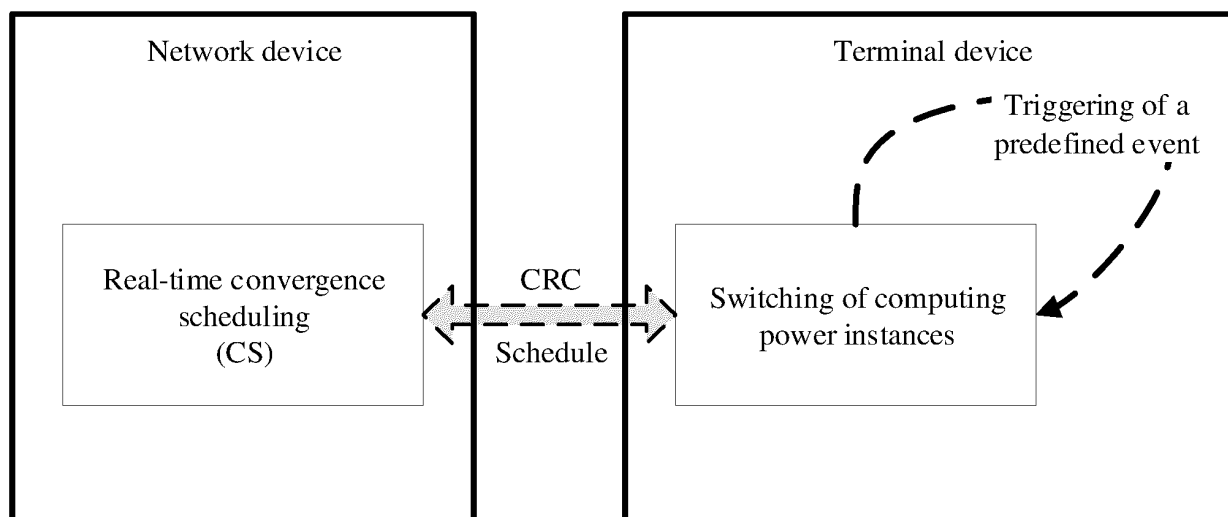 Network device
Terminal device
Triggering of a
predefined event
Real-time convergence
scheduling
(CS)
CRC
Schedule
Switching of computing
power instances